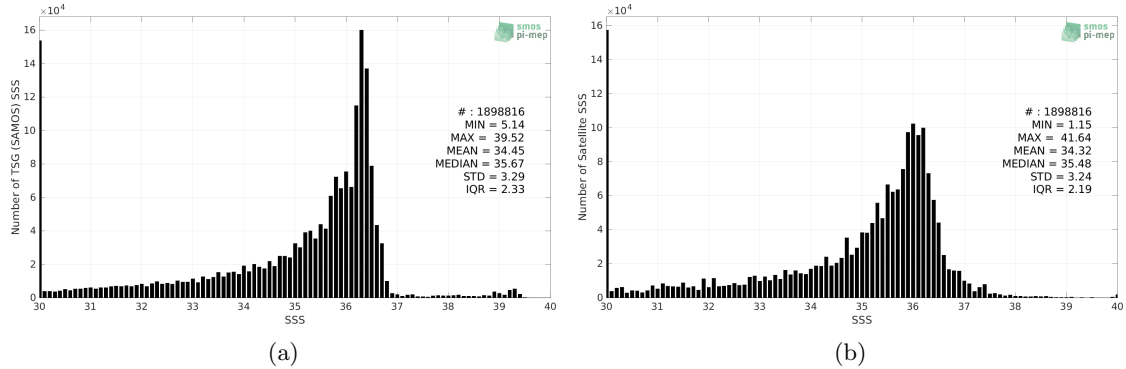 ×10⁴
16
14
12
10
8
6
4
2
0
Number of TSG (SAMOS) SSS
30 31 32 33 34 35 36 37 38 39 40
SSS
smos
pi-mep
# : 1898816
MIN = 5.14
MAX = 39.52
MEAN = 34.45
MEDIAN = 35.67
STD = 3.29
IQR = 2.33
(a)
×10⁴
16
14
12
10
8
6
4
2
0
Number of Satellite SSS
30 31 32 33 34 35 36 37 38 39 40
SSS
smos
pi-mep
# : 1898816
MIN = 1.15
MAX = 41.64
MEAN = 34.32
MEDIAN = 35.48
STD = 3.24
IQR = 2.19
(b)